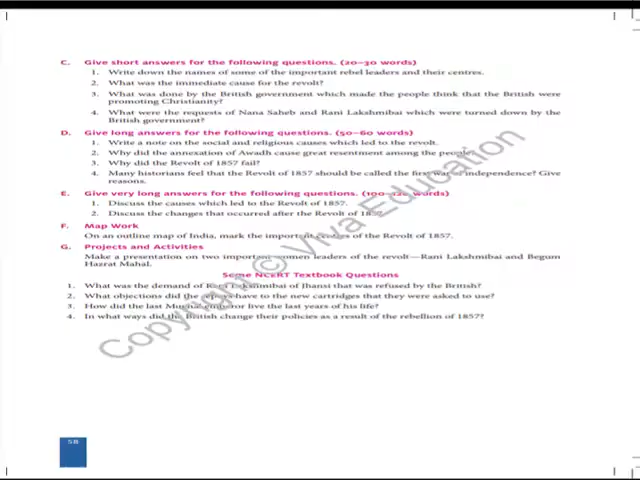 C. Give short answers for the following questions. (20-30 words)
1. Write down the names of some of the important rebel leaders and their centres.
2. What was the immediate cause for the revolt?
3. What was done by the British government which made the people think that the British were
promoting Christianity?
4. What were the requests of Nana Saheb and Rani Lakshmibai which were turned down by the
British government?
D. Give long answers for the following questions. (50-60 words)
1. Write a note on the social and religious causes which led to the revolt.
2. Why did the annexation of Awadh cause great resentment among the people?
3. Why did the Revolt of 1857 fail?
4. Many historians feel that the Revolt of 1857 should be called the first war of independence? Give
reasons.
E. Give very long answers for the following questions. (100-120 words)
1. Discuss the causes which led to the Revolt of 1857.
2. Discuss the changes that occurred after the Revolt of 1857.
F. Map Work
On an outline map of India, mark the important centres of the Revolt of 1857.
G. Projects and Activities
Make a presentation on two important women leaders of the revolt—Rani Lakshmibai and Begum
Hazrat Mahal.
Some NCERT Textbook Questions
1. What was the demand of Rani Lakshmibai of Jhansi that was refused by the British?
2. What objections did the sepoys have to the new cartridges that they were asked to use?
3. How did the last Mughal emperor live the last years of his life?
4. In what ways did the British change their policies as a result of the rebellion of 1857?
Copyright © Viva Education
58